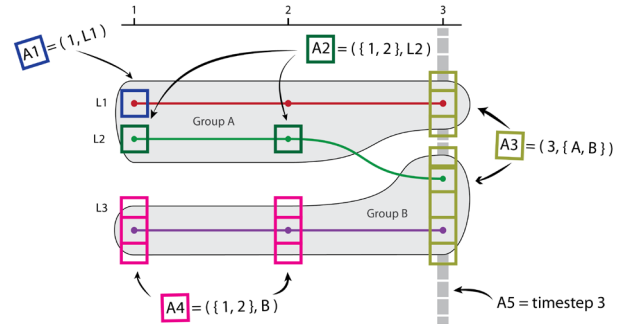 1 2 3
A1 = (1, L1)
A2 = ({1, 2}, L2)
L1
Group A
L2
A3 = (3, {A, B})
L3
Group B
A4 = ({1, 2}, B)
A5 = timestep 3